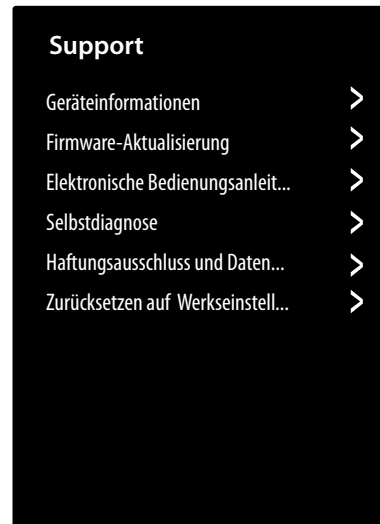 Support
Geräteinformationen
Firmware-Aktualisierung
Elektronische Bedienungsanleit...
Selbstdiagnose
Haftungsausschluss und Daten...
Zurücksetzen auf Werkseinstell...